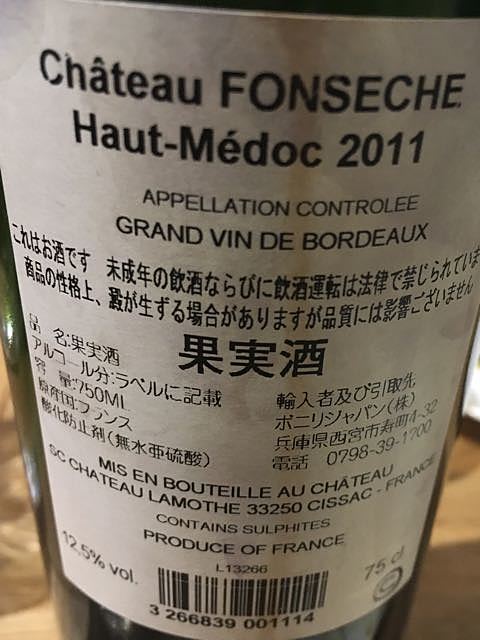 Château FONSECHE
Haut-Médoc 2011
APPELLATION CONTROLEE
GRAND VIN DE BORDEAUX
これはお酒です 未成年の飲酒ならびに飲酒運転は法律で禁じられていま
商品の性格上、澱が生ずる場合がありますが品質には影響ございません
果実酒
品 名:果実酒
アルコール分:ラベルに記載
容 量:750ML
原産国:フランス
酸化防止剤(無水亜硫酸)
輸入者及び引取先
ボニリジャパン(株)
兵庫県西宮市寿町4-32
電話 0798-39-1700
MIS EN BOUTEILLE AU CHÂTEAU
SC CHATEAU LAMOTHE 33250 CISSAC - FRANCE
CONTAINS SULPHITES
PRODUCE OF FRANCE
12,5% vol.
L13266
75 cl
3 266839 001114